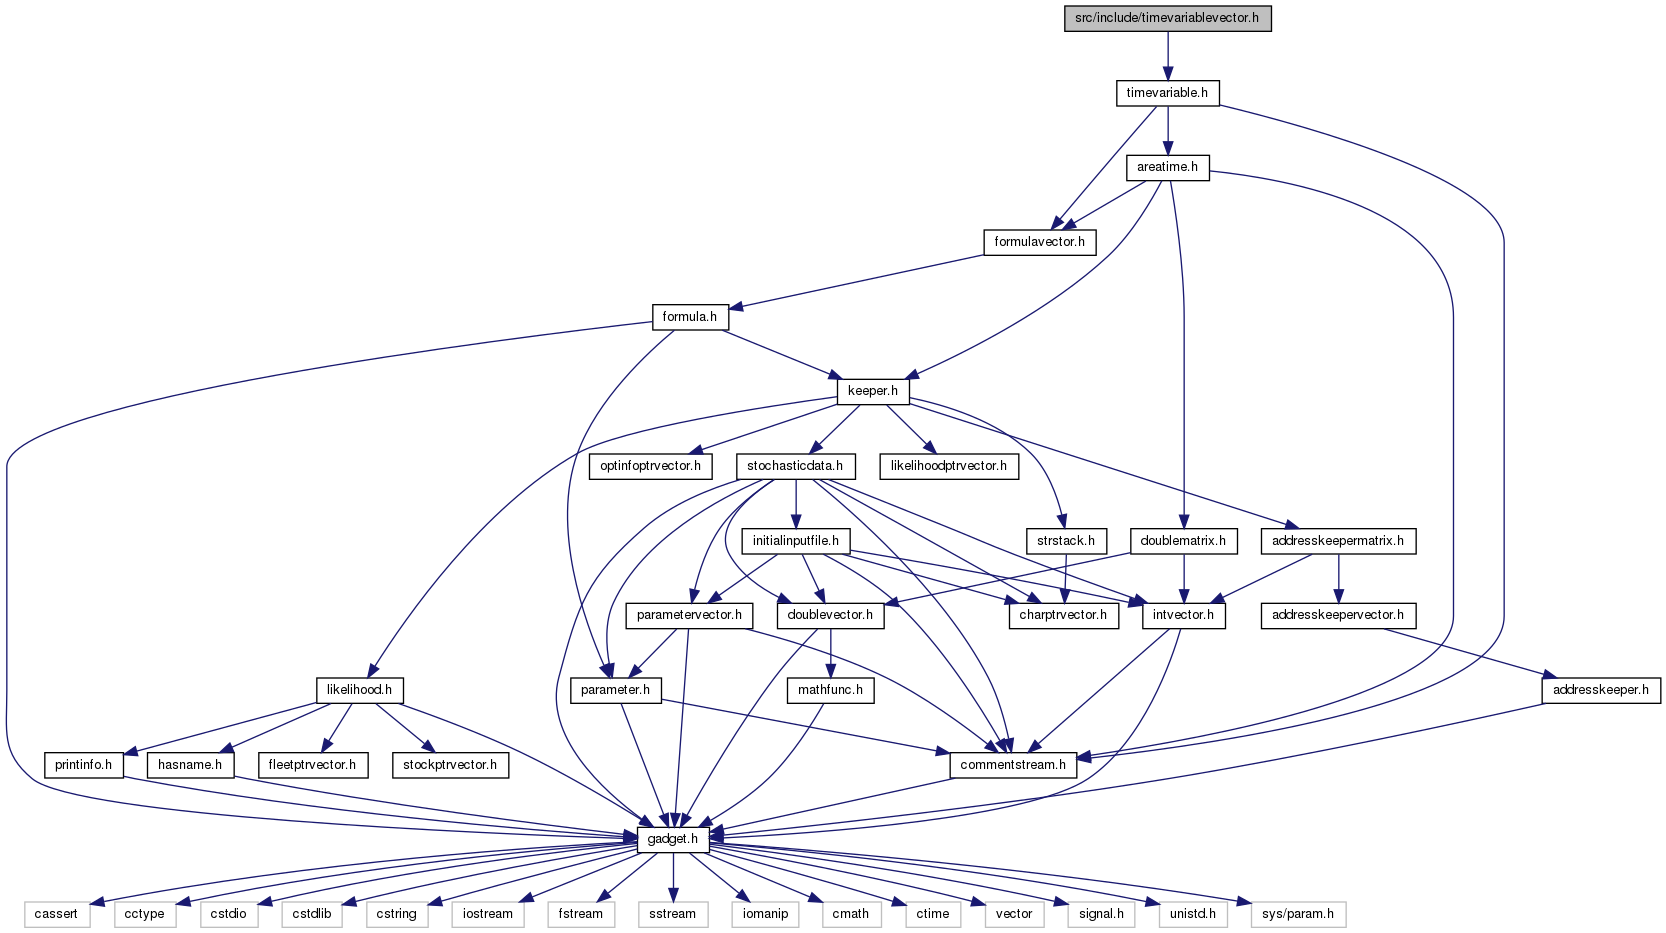 src/include/timevariablevector.h
timevariable.h
areatime.h
formulavector.h
formula.h
keeper.h
optinfoptrvector.h
stochasticdata.h
likelihoodptrvector.h
initialinputfile.h
strstack.h
doublematrix.h
addresskeepermatrix.h
parametervector.h
doublevector.h
charptrvector.h
intvector.h
addresskeepervector.h
likelihood.h
parameter.h
mathfunc.h
addresskeeper.h
printinfo.h
hasname.h
fleetptrvector.h
stockptrvector.h
commentstream.h
gadget.h
cassert
cctype
cstdio
cstdlib
cstring
iostream
fstream
sstream
iomanip
cmath
ctime
vector
signal.h
unistd.h
sys/param.h